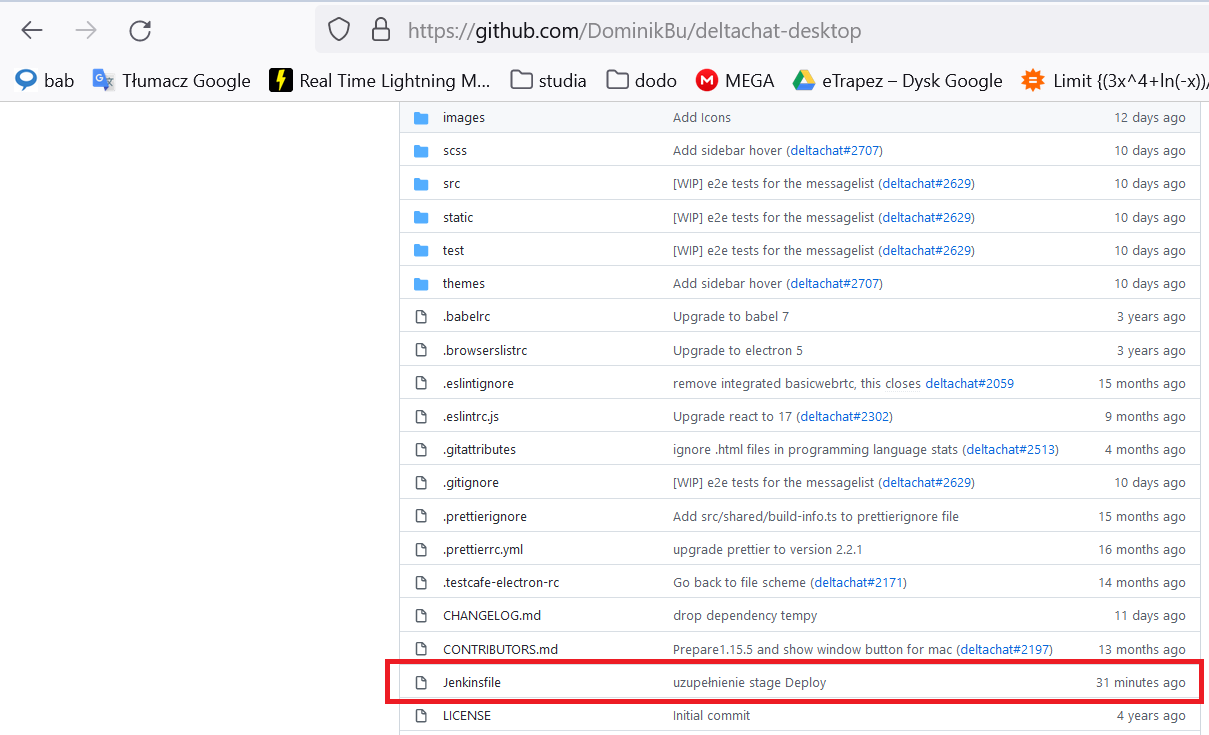 https://github.com/DominikBu/deltachat-desktop
bab Tłumacz Google Real Time Lightning M... studia dodo MEGA eTrapez – Dysk Google Limit {(3x^4+ln(-x))/
images Add Icons 12 days ago
scss Add sidebar hover (deltachat#2707) 10 days ago
src [WIP] e2e tests for the messagelist (deltachat#2629) 10 days ago
static [WIP] e2e tests for the messagelist (deltachat#2629) 10 days ago
test [WIP] e2e tests for the messagelist (deltachat#2629) 10 days ago
themes Add sidebar hover (deltachat#2707) 10 days ago
.babelrc Upgrade to babel 7 3 years ago
.browserslistrc Upgrade to electron 5 3 years ago
.eslintignore remove integrated basicwebrtc, this closes deltachat#2059 15 months ago
.eslintrc.js Upgrade react to 17 (deltachat#2302) 9 months ago
.gitattributes ignore .html files in programming language stats (deltachat#2513) 4 months ago
.gitignore [WIP] e2e tests for the messagelist (deltachat#2629) 10 days ago
.prettierignore Add src/shared/build-info.ts to prettierignore file 15 months ago
.prettierrc.yml upgrade prettier to version 2.2.1 16 months ago
.testcafe-electron-rc Go back to file scheme (deltachat#2171) 14 months ago
CHANGELOG.md drop dependency tempy 11 days ago
CONTRIBUTORS.md Prepare1.15.5 and show window button for mac (deltachat#2197) 13 months ago
Jenkinsfile uzupełnienie stage Deploy 31 minutes ago
LICENSE Initial commit 4 years ago